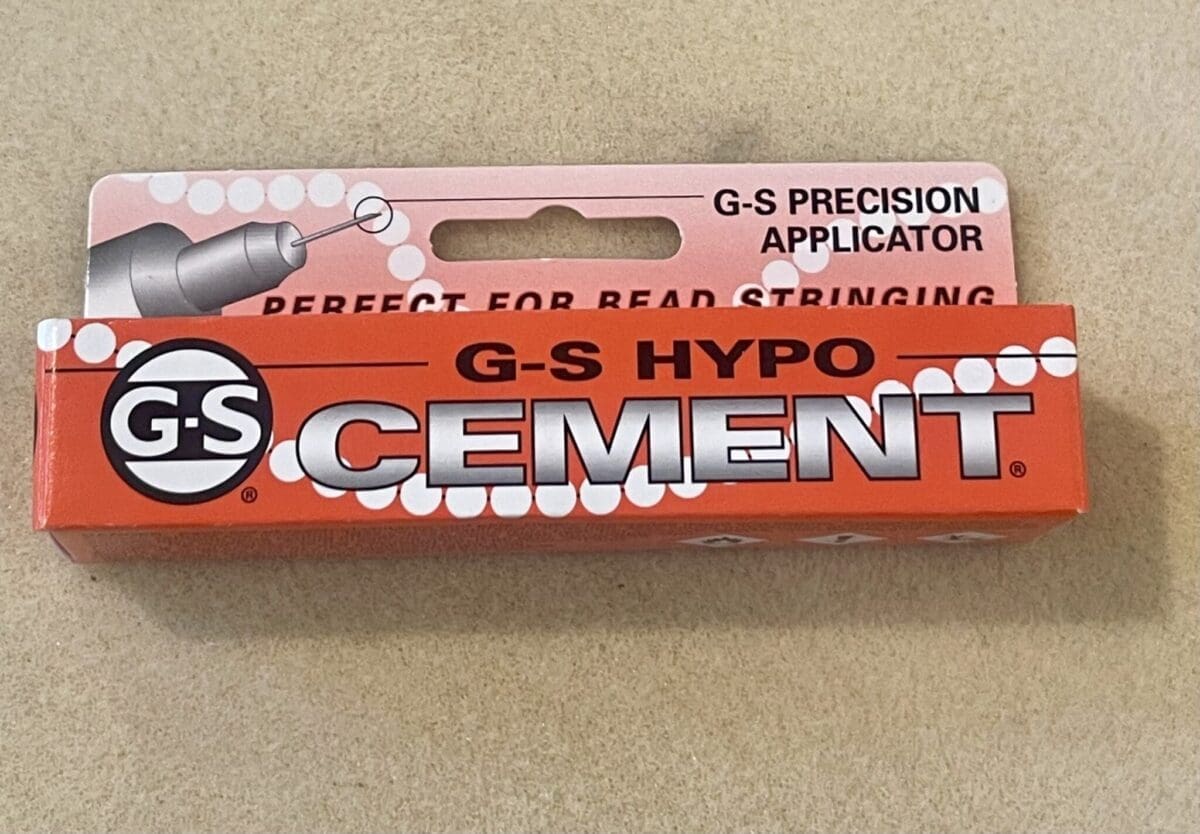 G-S PRECISION
APPLICATOR
PERFECT FOR BEAD STRINGING
G-S HYPO
G-S
®
CEMENT
®